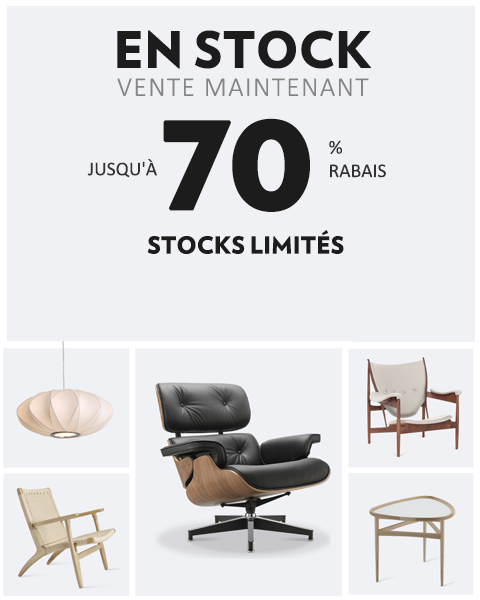 EN STOCK
VENTE MAINTENANT
JUSQU'À 70 % RABAIS
STOCKS LIMITÉS